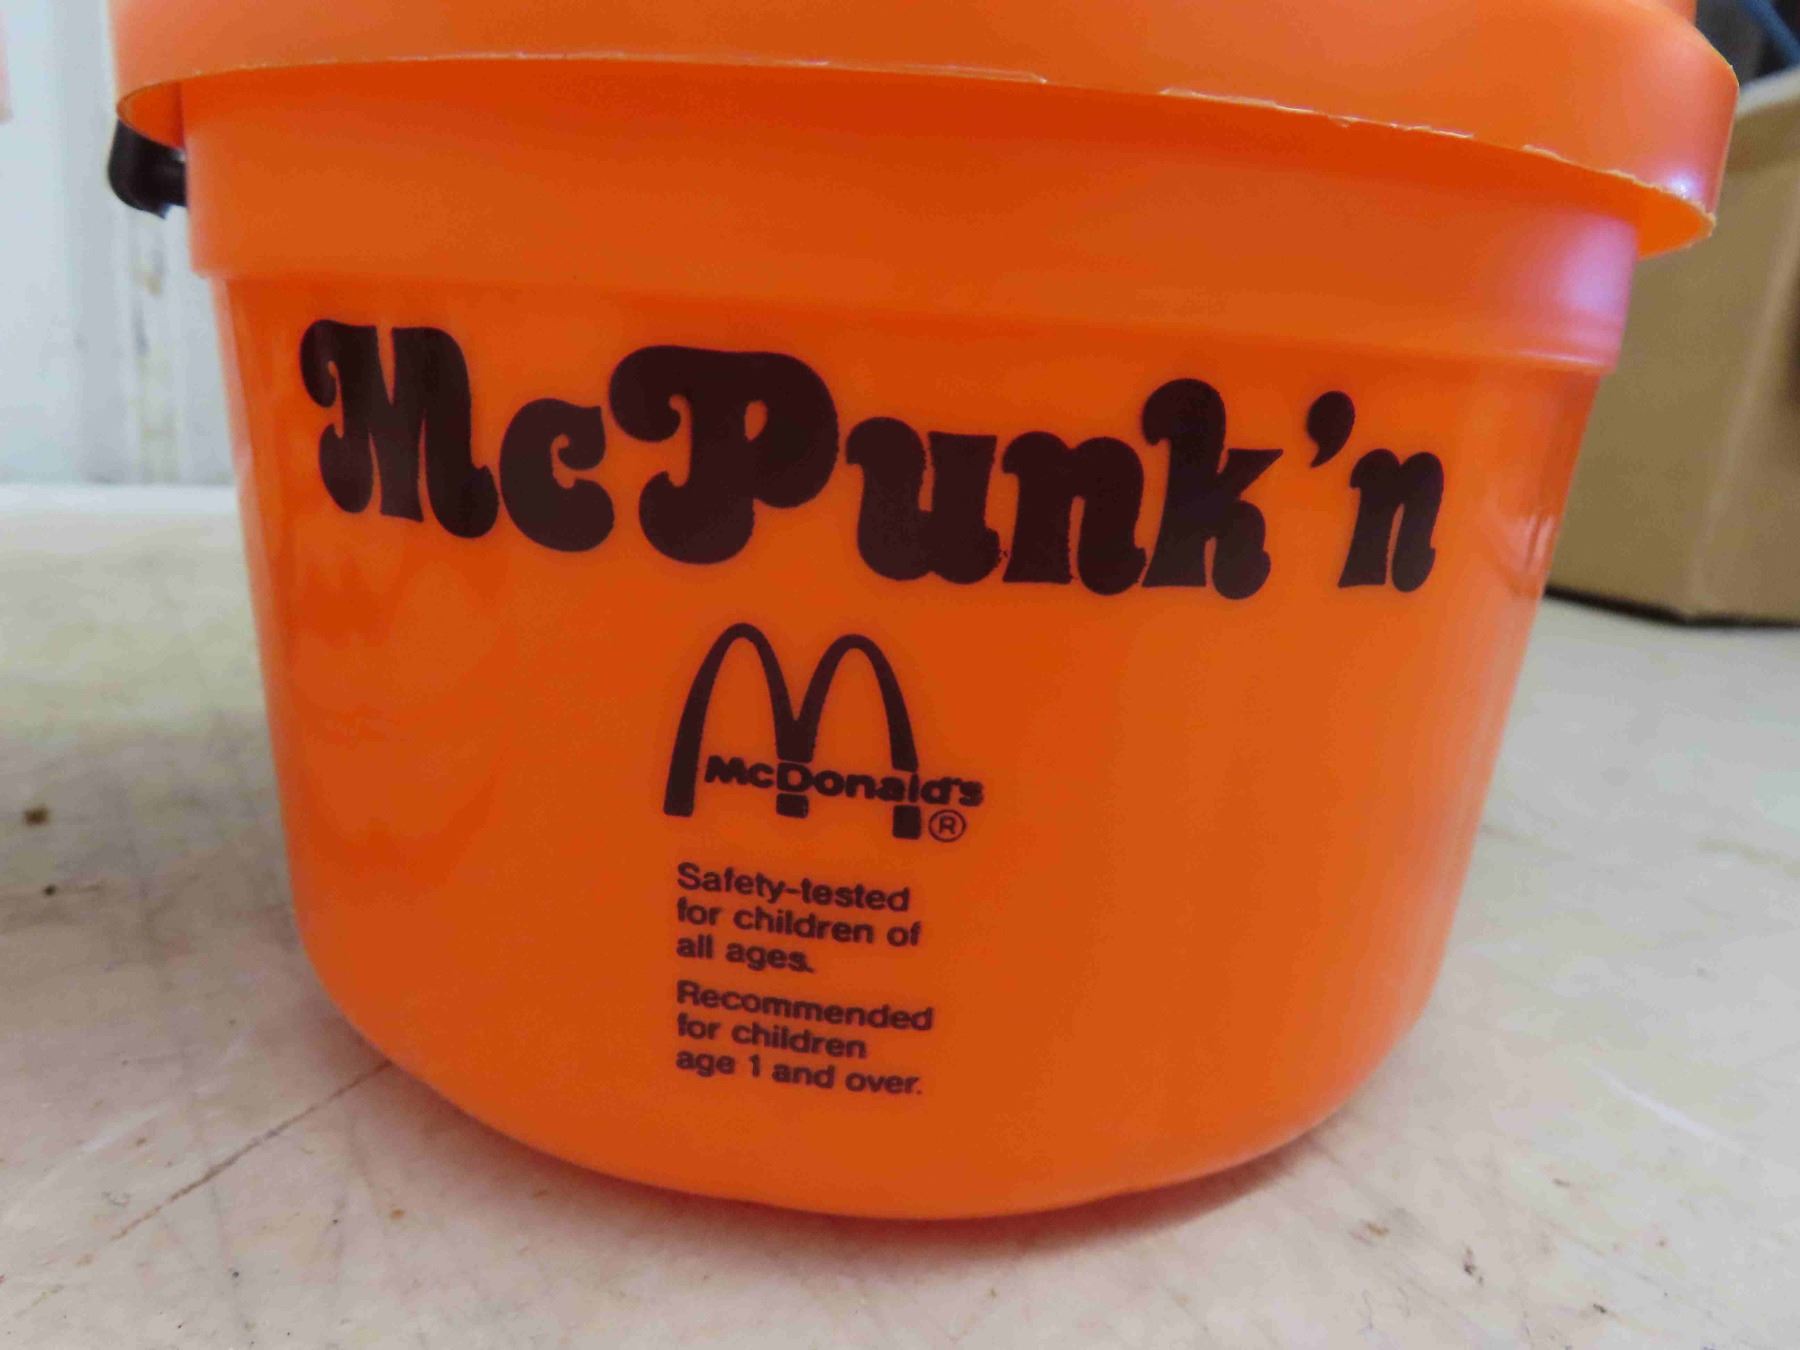 McPunk'n
McDonald's
®
Safety-tested
for children of
all ages.
Recommended
for children
age 1 and over.